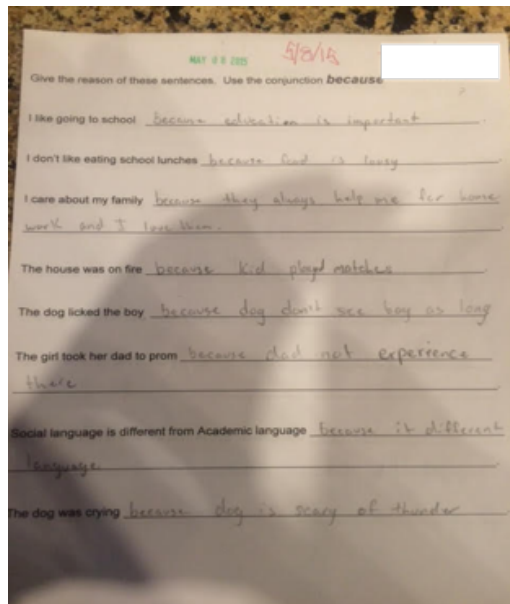 MAY 08 2015 5/8/15
Give the reason of these sentences. Use the conjunction because
I like going to school because education is important.
I don't like eating school lunches because food is lousy
I care about my family because they always help me for home
work and I love them.
The house was on fire because kid played matches
The dog licked the boy because dog don't see boy as long
The girl took her dad to prom because dad not experience
there
Social language is different from Academic language because it different
language.
The dog was crying because dog is scary of thunder